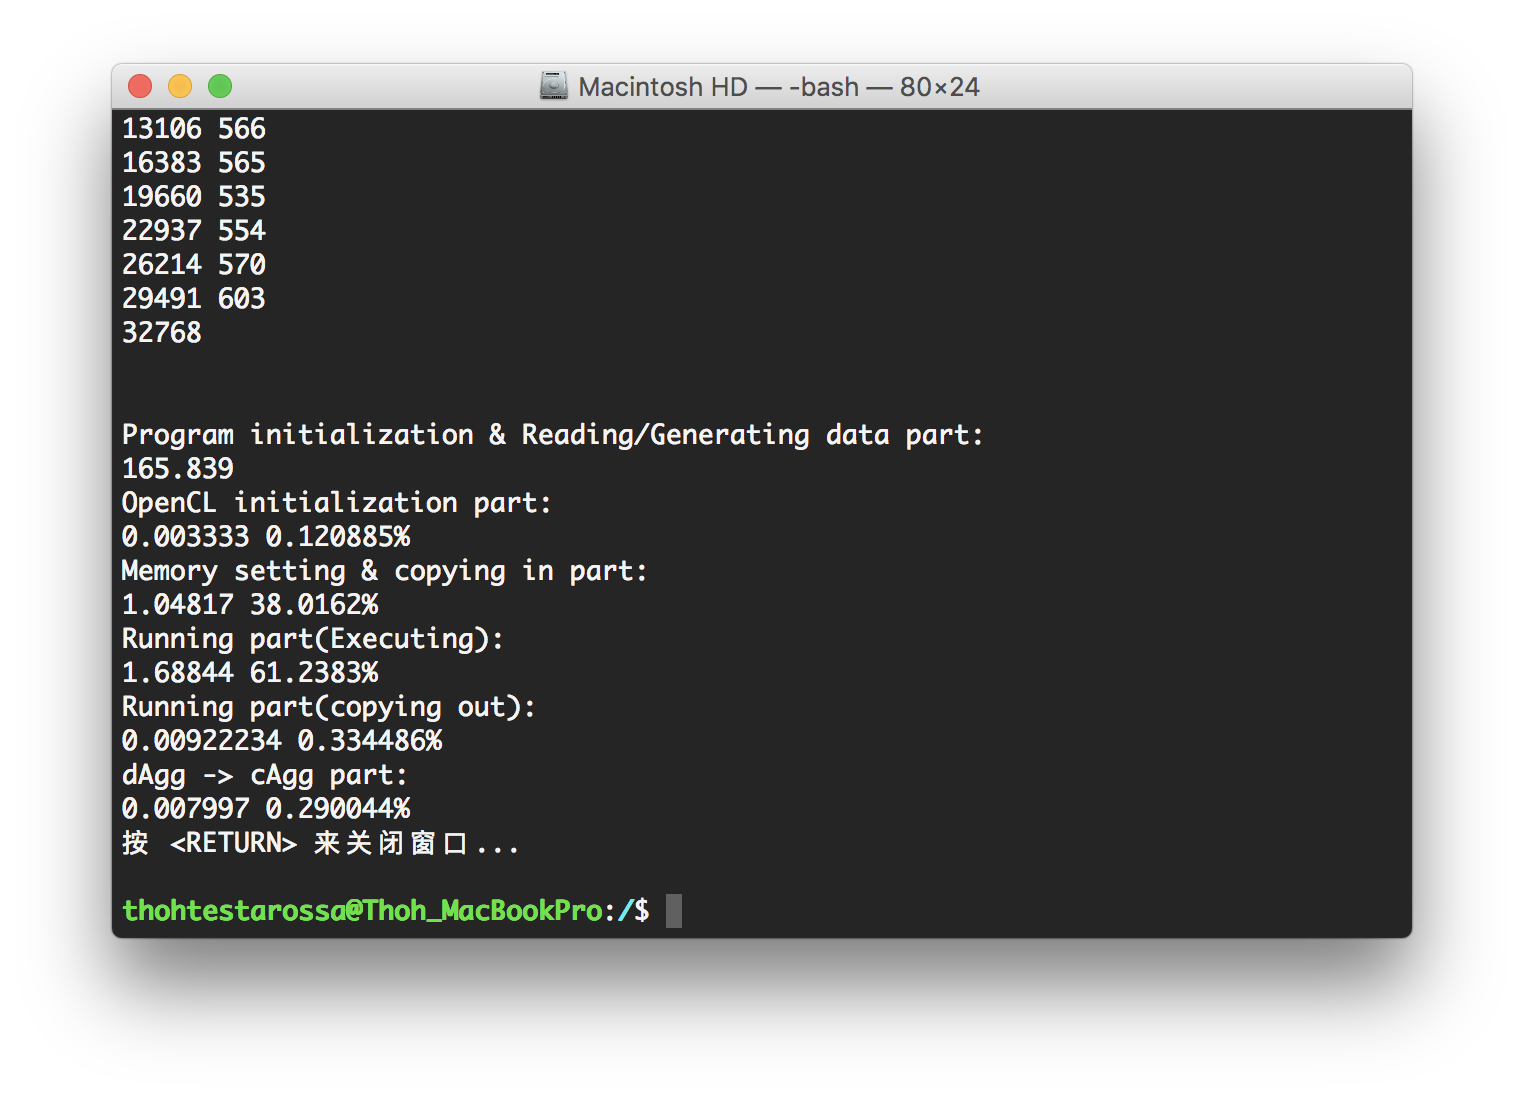 Macintosh HD — -bash — 80×24
13106 566
16383 565
19660 535
22937 554
26214 570
29491 603
32768
Program initialization & Reading/Generating data part:
165.839
OpenCL initialization part:
0.003333 0.120885%
Memory setting & copying in part:
1.04817 38.0162%
Running part(Executing):
1.68844 61.2383%
Running part(copying out):
0.00922234 0.334486%
dAgg -> cAgg part:
0.007997 0.290044%
按 <RETURN> 来关闭窗口...
thohtestarossa@Thoh_MacBookPro:/$